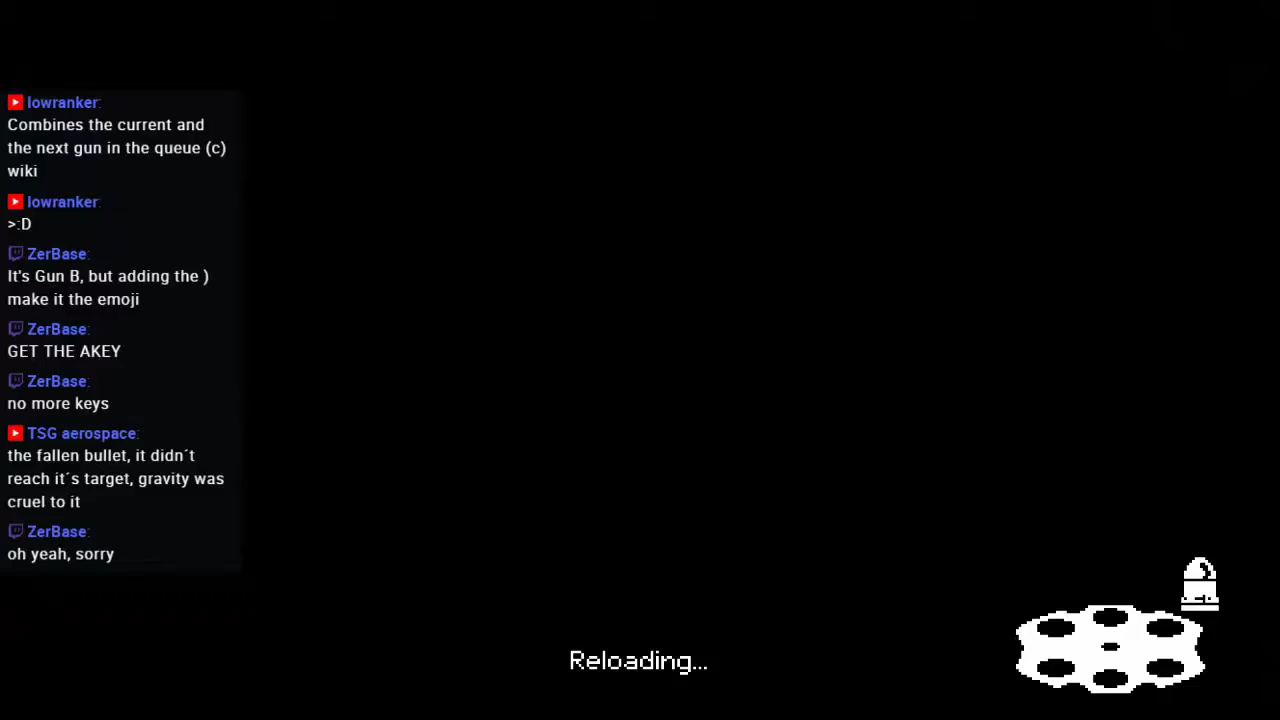 lowranker:
Combines the current and
the next gun in the queue (c)
wiki
lowranker:
>:D
ZerBase:
It's Gun B, but adding the )
make it the emoji
ZerBase:
GET THE AKEY
ZerBase:
no more keys
TSG aerospace:
the fallen bullet, it didn´t
reach it´s target, gravity was
cruel to it
ZerBase:
oh yeah, sorry
Reloading...